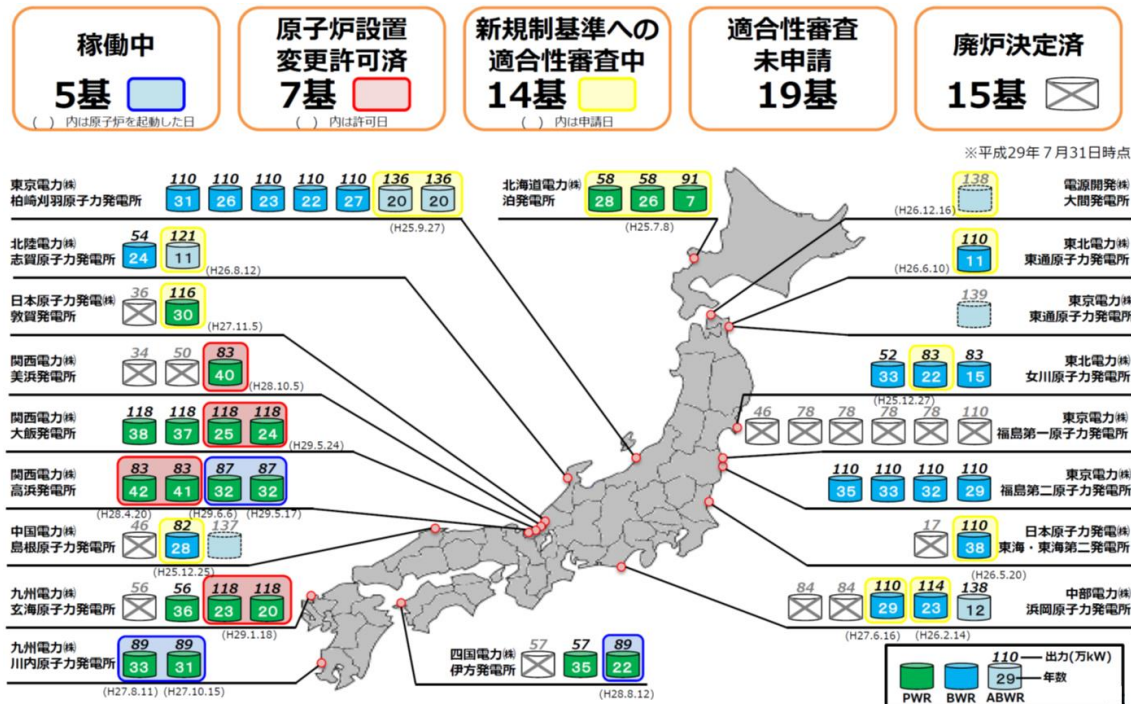 稼働中
5基
( ) 内は原子炉を起動した日
原子炉設置
変更許可済
7基
( ) 内は許可日
新規制基準への
適合性審査中
14基
( ) 内は申請日
適合性審査
未申請
19基
廃炉決定済
15基
※平成29年7月31日時点
東京電力㈱
柏崎刈羽原子力発電所
110 110 110 110 110 136 136
31 26 23 22 27 20 20
(H25.9.27)
北陸電力㈱
志賀原子力発電所
54 121
24 11
(H26.8.12)
日本原子力発電㈱
敦賀発電所
36 116
30
(H27.11.5)
関西電力㈱
美浜発電所
34 50 83
40
(H28.10.5)
関西電力㈱
大飯発電所
118 118 118 118
38 37 25 24
(H29.5.24)
関西電力㈱
高浜発電所
83 83 87 87
42 41 32 32
(H28.4.20) (H29.6.6) (H29.5.17)
中国電力㈱
島根原子力発電所
46 82 137
28
(H25.12.25)
九州電力㈱
玄海原子力発電所
56 56 118 118
36 23 20
(H29.1.18)
九州電力㈱
川内原子力発電所
89 89
33 31
(H27.8.11) (H27.10.15)
北海道電力㈱
泊発電所
58 58 91
28 26 7
(H25.7.8)
四国電力㈱
伊方発電所
57 57 89
35 22
(H28.8.12)
138
電源開発㈱
大間発電所
(H26.12.16)
110
11
東北電力㈱
東通原子力発電所
(H26.6.10)
139
東京電力㈱
東通原子力発電所
52 83 83
33 22 15
東北電力㈱
女川原子力発電所
(H25.12.27)
46 78 78 78 78 110
東京電力㈱
福島第一原子力発電所
110 110 110 110
35 33 32 29
東京電力㈱
福島第二原子力発電所
17 110
38
日本原子力発電㈱
東海・東海第二発電所
(H26.5.20)
84 84 110 114 138
29 23 12
中部電力㈱
浜岡原子力発電所
(H27.6.16) (H26.2.14)
110 出力(万kW)
29 年数
PWR BWR ABWR